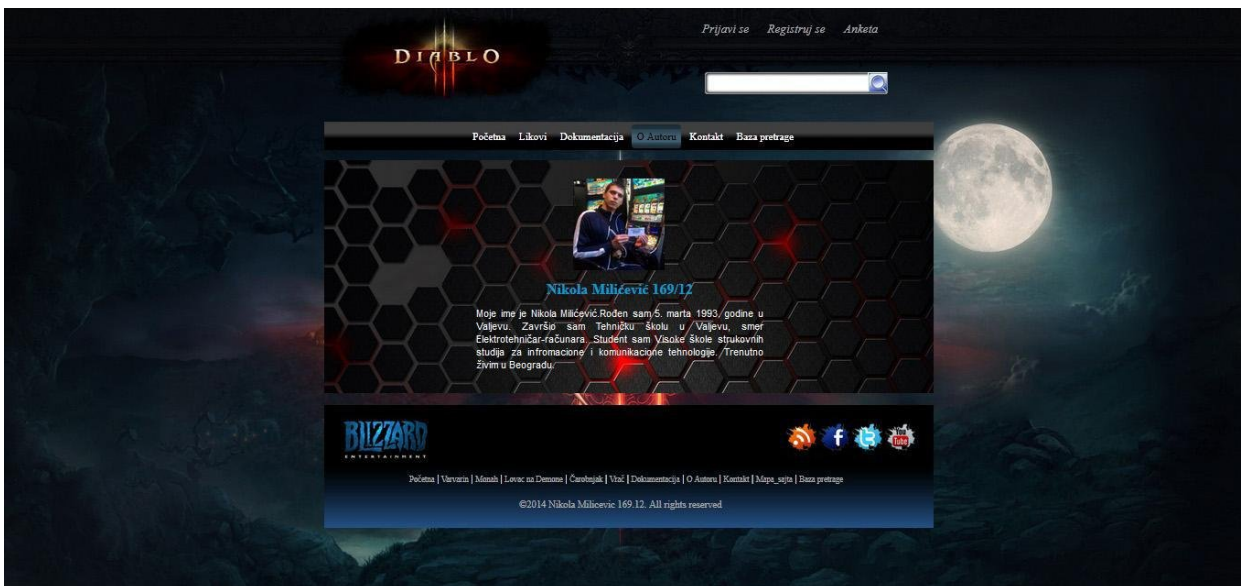 Prijavi se Registruj se Anketa
DIABLO
Početna Likovi Dokumentacija O Autoru Kontakt Baza pretrage
Nikola Milićević 169/12
Moje ime je Nikola Milićević.Rođen sam 5. marta 1993. godine u
Valjevu. Završio sam Tehničku školu u Valjevu, smer
Elektrotehničar-računara. Student sam Visoke škole strukovnih
studija za infromacione i komunikacione tehnologije. Trenutno
živim u Beogradu.
BLIZZARD
ENTERTAINMENT
You
Tube
Početna | Varvarin | Monah | Lovac na Demone | Čarobnjak | Vrač | Dokumentacija | O Autoru | Kontakt | Mapa_sajta | Baza pretrage
©2014 Nikola Milicevic 169.12. All rights reserved